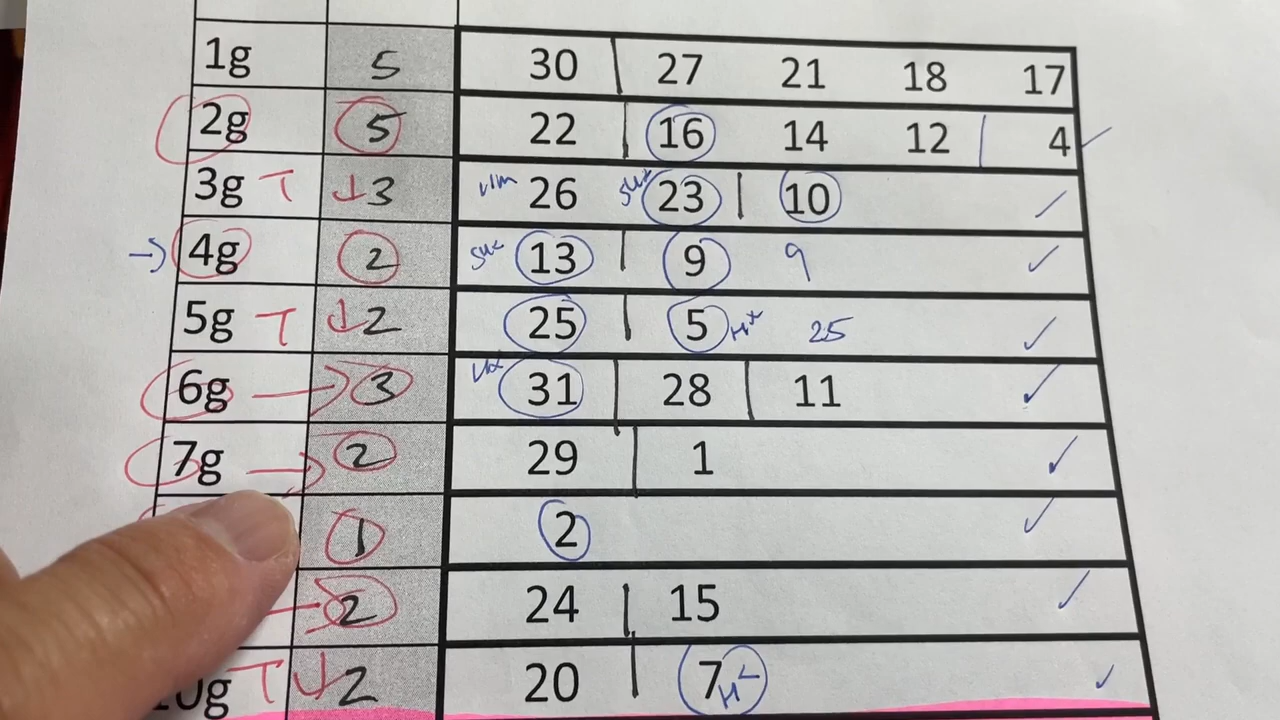 1g 5 30 27 21 18 17
2g 5 22 16 14 12 4
3g T ↓3 26 23 10
4g 2 13 9 9
5g T ↓2 25 5 25
6g 3 31 28 11
7g 2 29 1
1 2
2 24 15
10g T ↓2 20 7